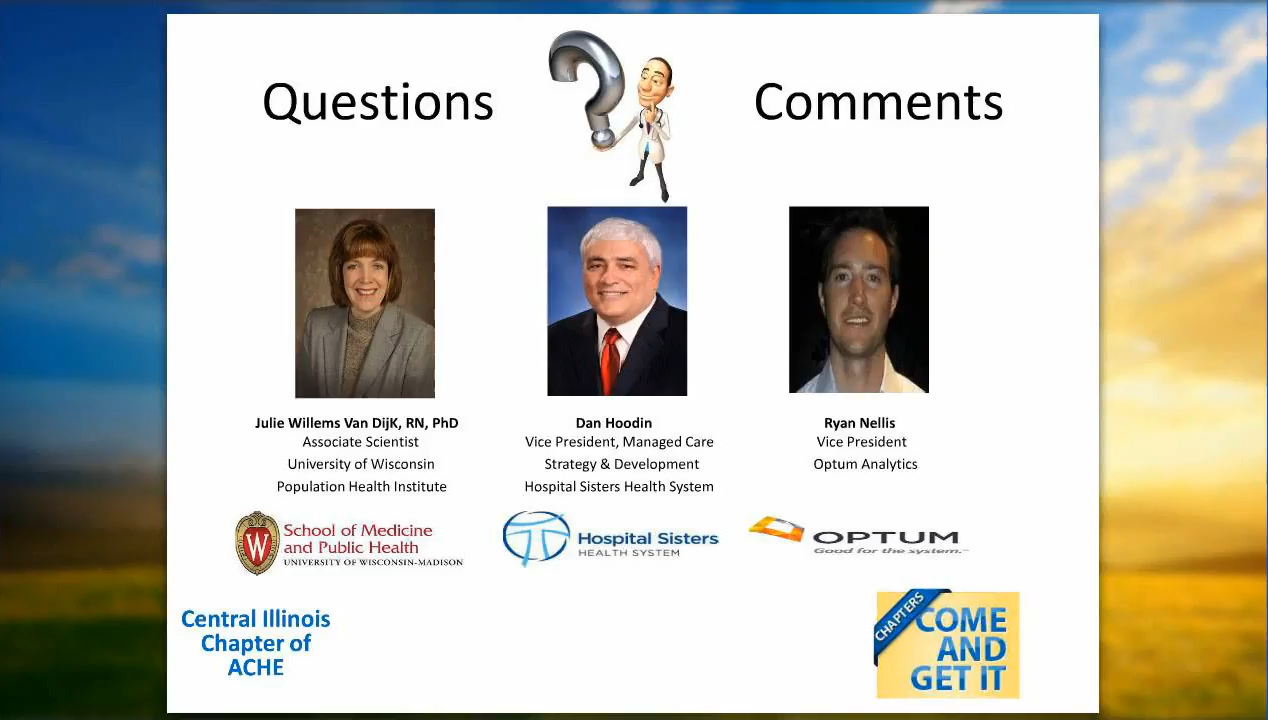 Questions
Comments
Julie Willems Van DijK, RN, PhD
Associate Scientist
University of Wisconsin
Population Health Institute
Dan Hoodin
Vice President, Managed Care
Strategy & Development
Hospital Sisters Health System
Ryan Nellis
Vice President
Optum Analytics
W
School of Medicine
and Public Health
UNIVERSITY OF WISCONSIN-MADISON
Hospital Sisters
HEALTH SYSTEM
OPTUM
Good for the system.™
Central Illinois
Chapter of
ACHE
CHAPTERS
COME
AND
GET IT